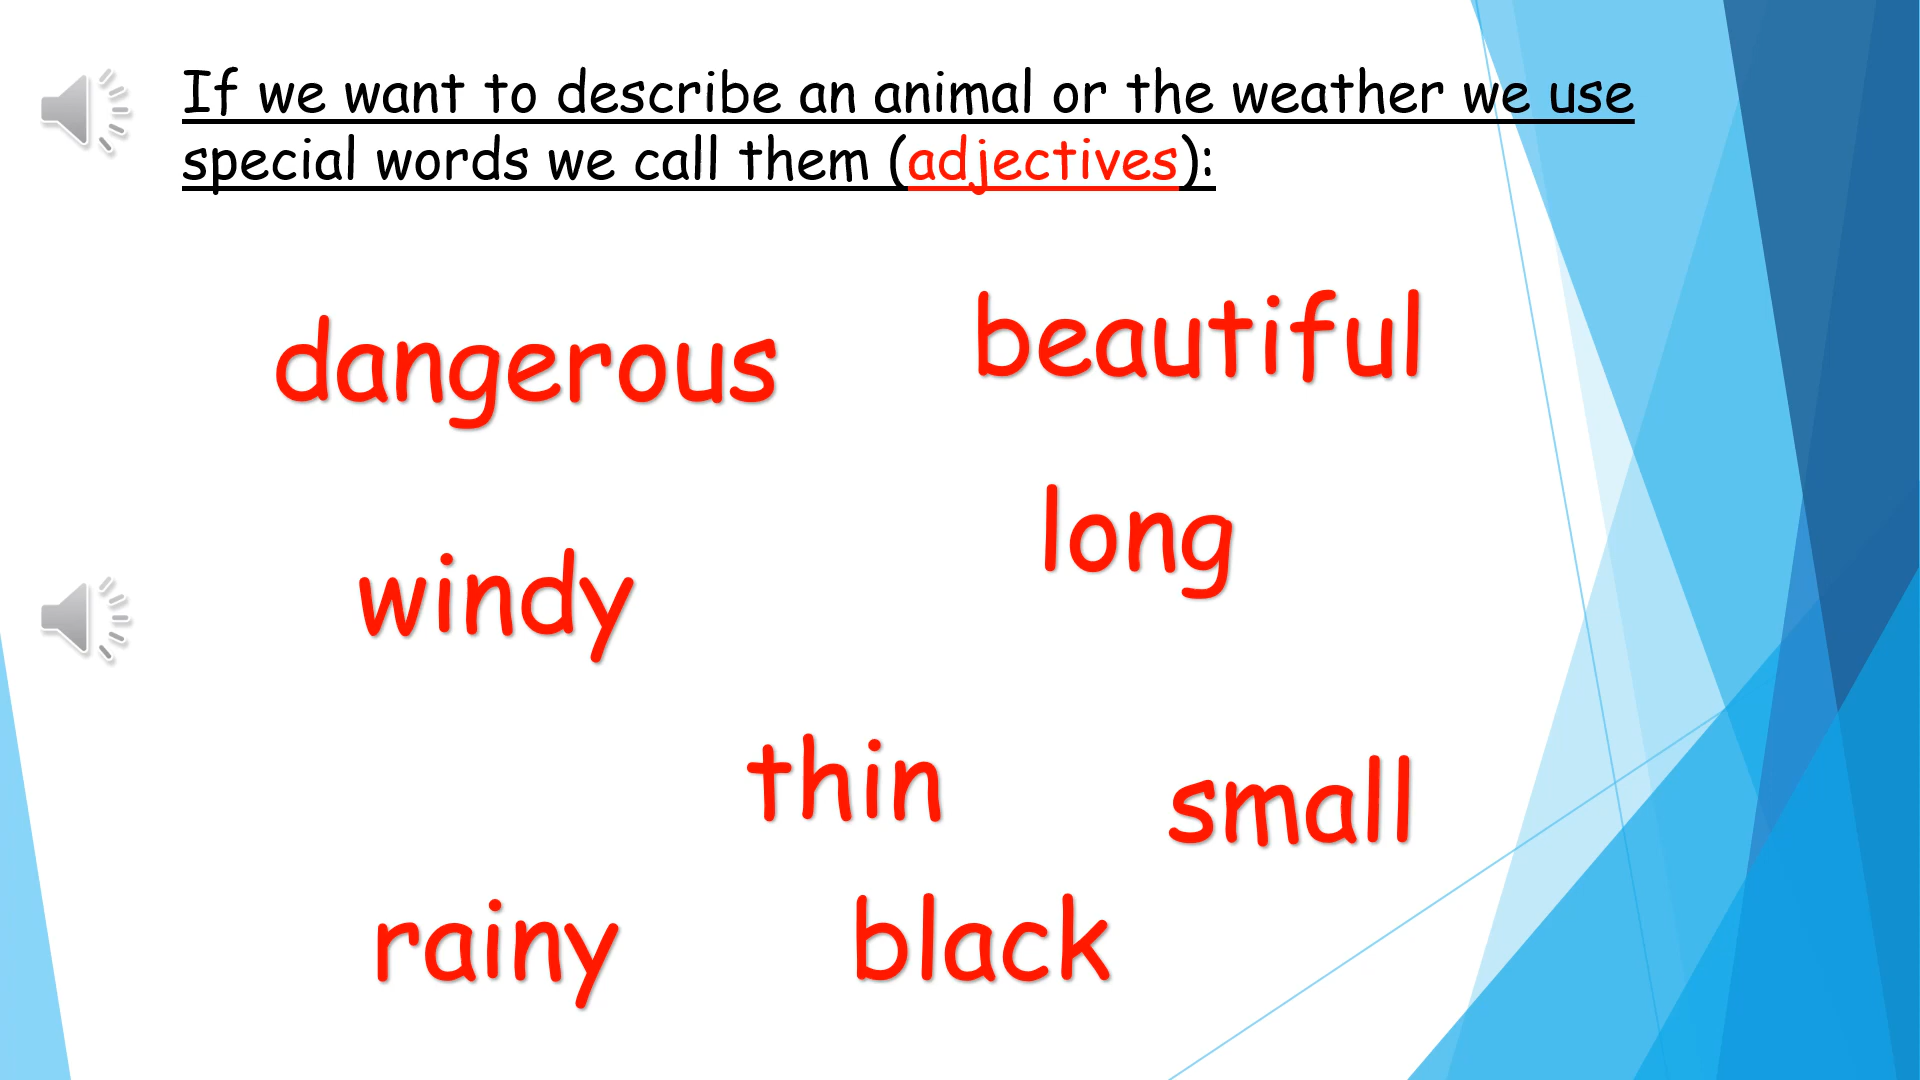 If we want to describe an animal or the weather we use
special words we call them (adjectives):
dangerous
beautiful
long
windy
thin
small
rainy
black